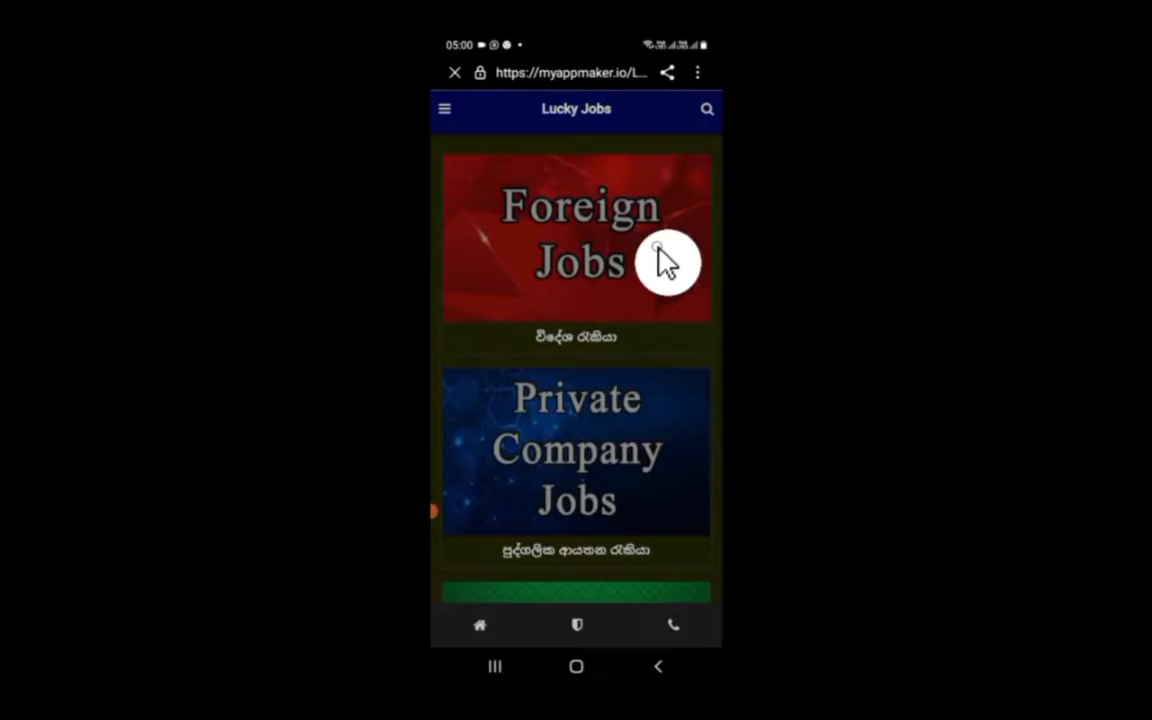 05:00
https://myappmaker.io/L...
Lucky Jobs
Foreign
Jobs
විදේශ රැකියා
Private
Company
Jobs
පුද්ගලික ආයතන රැකියා